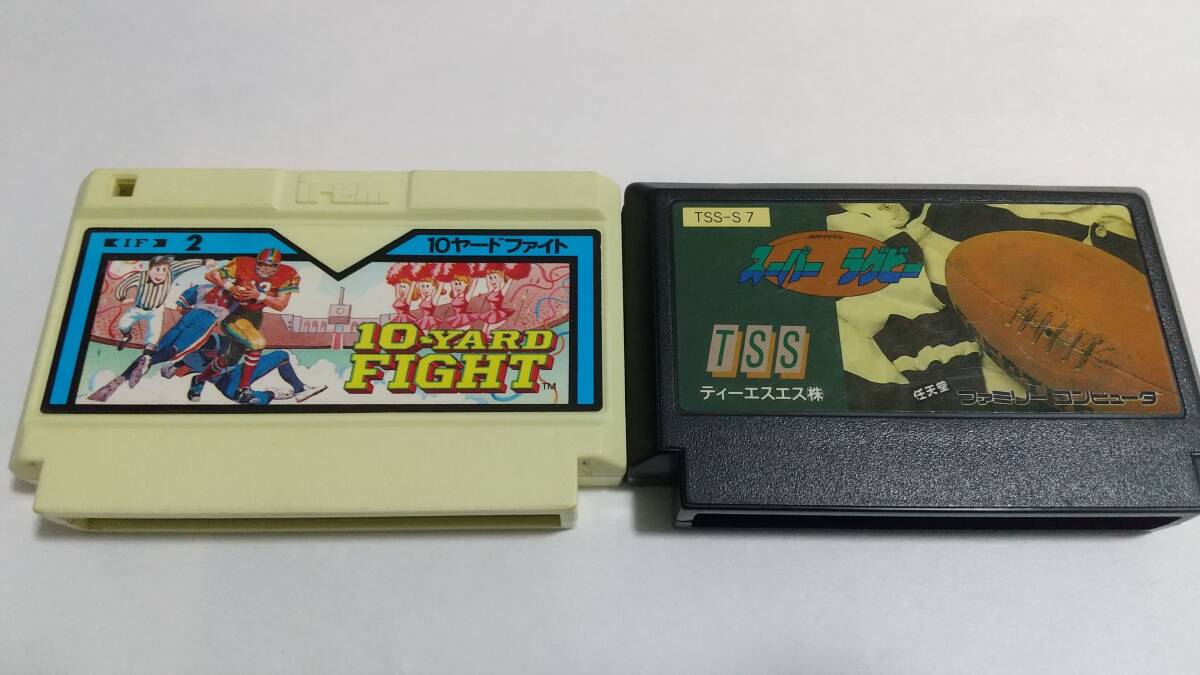 Irem
IF 2
10ヤードファイト
10-YARD
FIGHT TM
TSS-S7
スーパーラグビー
TSS
ティーエスエス㈱
任天堂 ファミリーコンピュータ